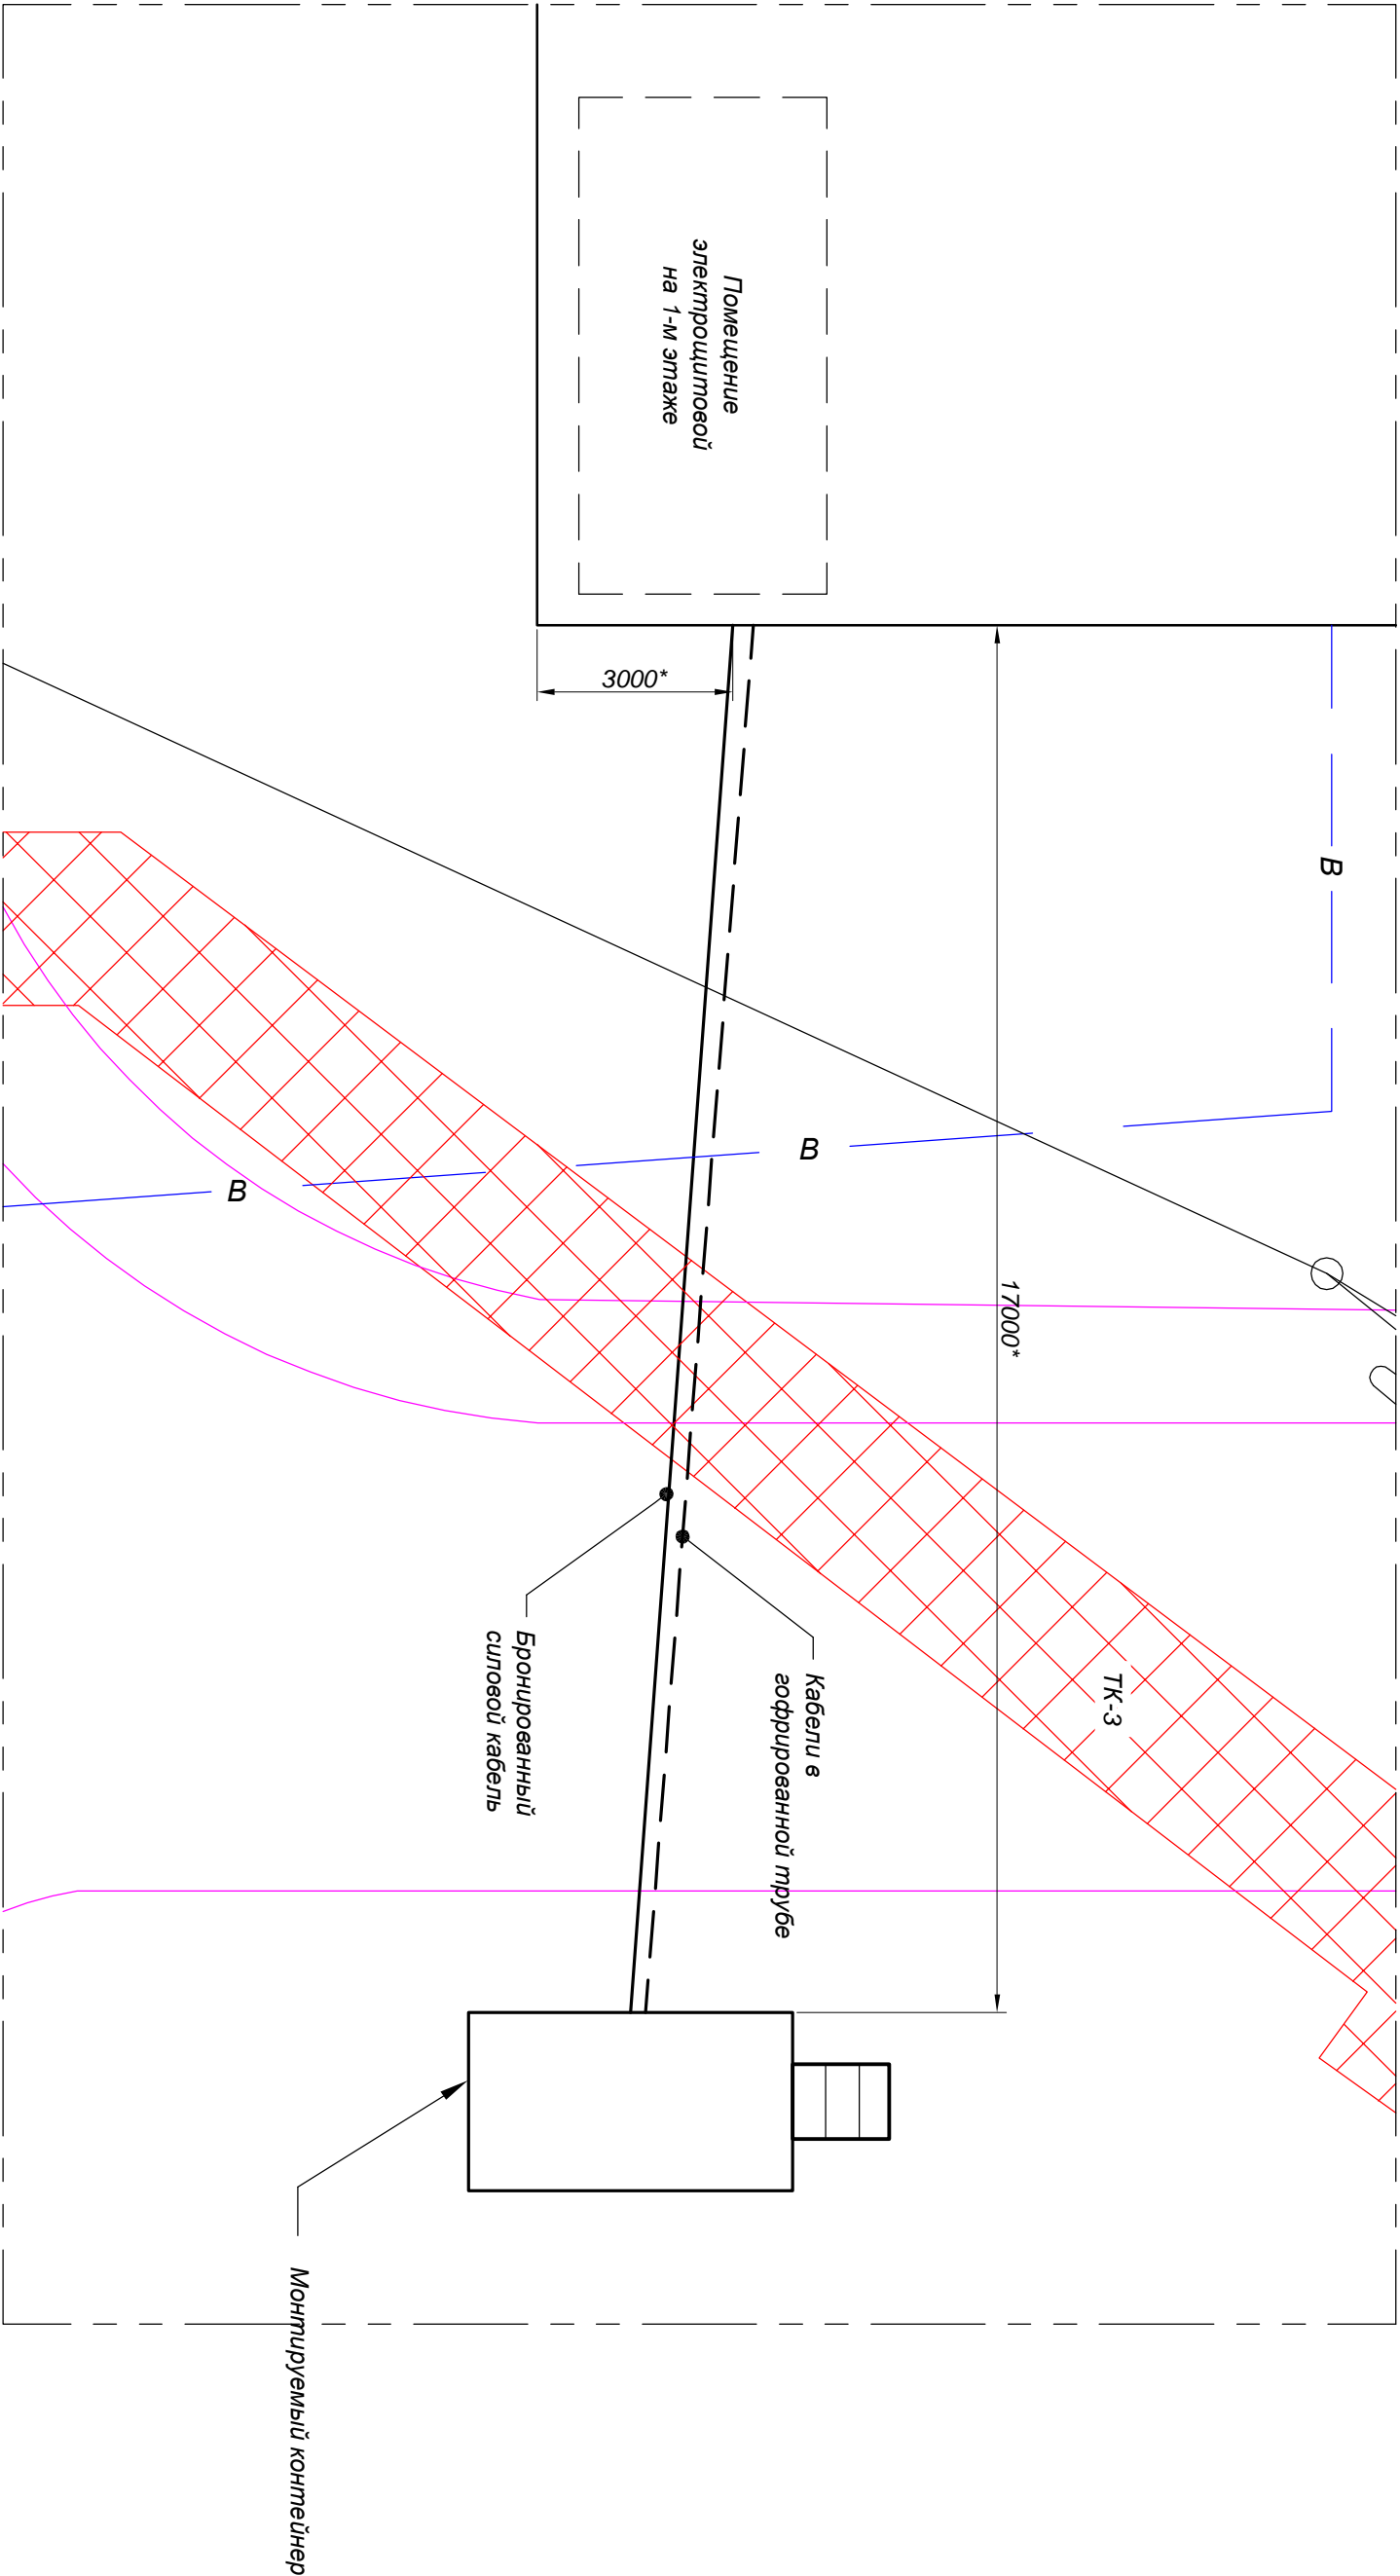 Помещение
электрощитовой
на 1-м этаже
3000*
В
В
В
17000*
ТК-3
Кабели в
гофрированной трубе
Бронированный
силовой кабель
Монтируемый контейнер